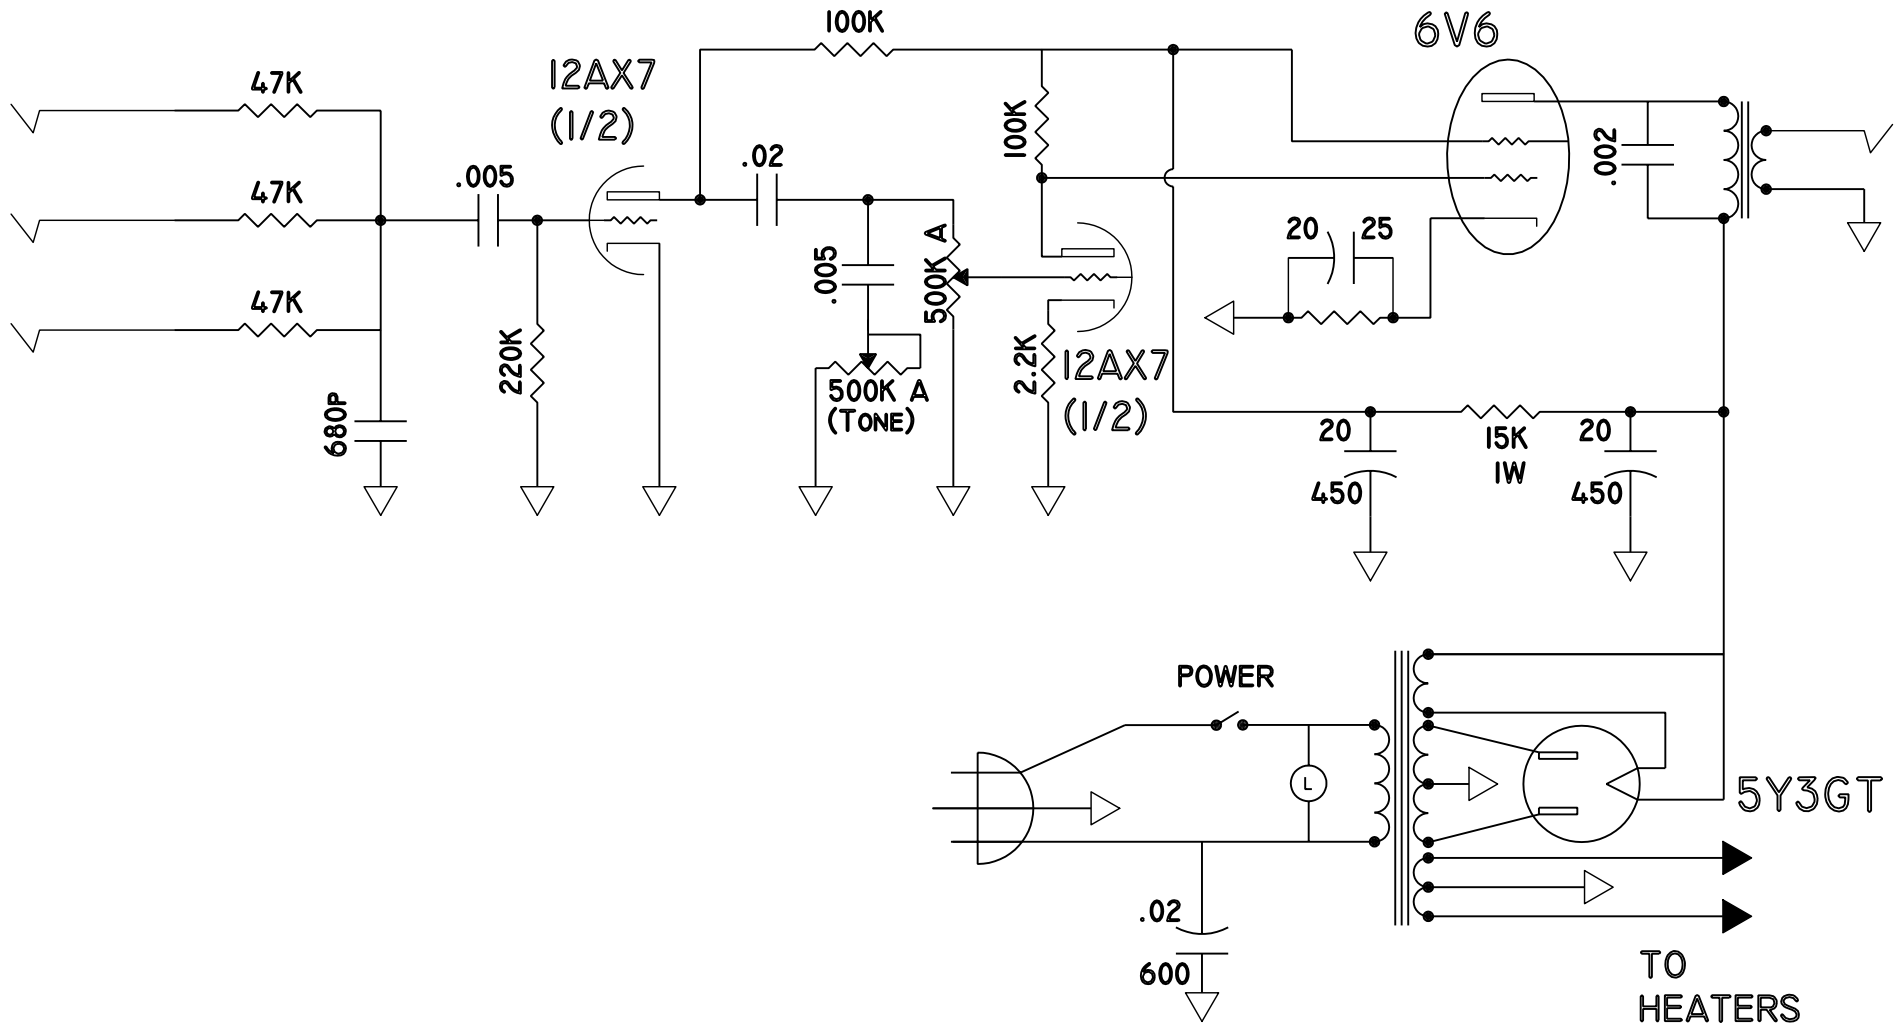 100K
6V6
12AX7
(1/2)
47K
.005
.02
100K
.002
47K
20
25
.005
500K A
47K
220K
2.2K
12AX7
(1/2)
500K A
(TONE)
680P
20
450
15K
1W
20
450
POWER
L
5Y3GT
.02
600
TO
HEATERS